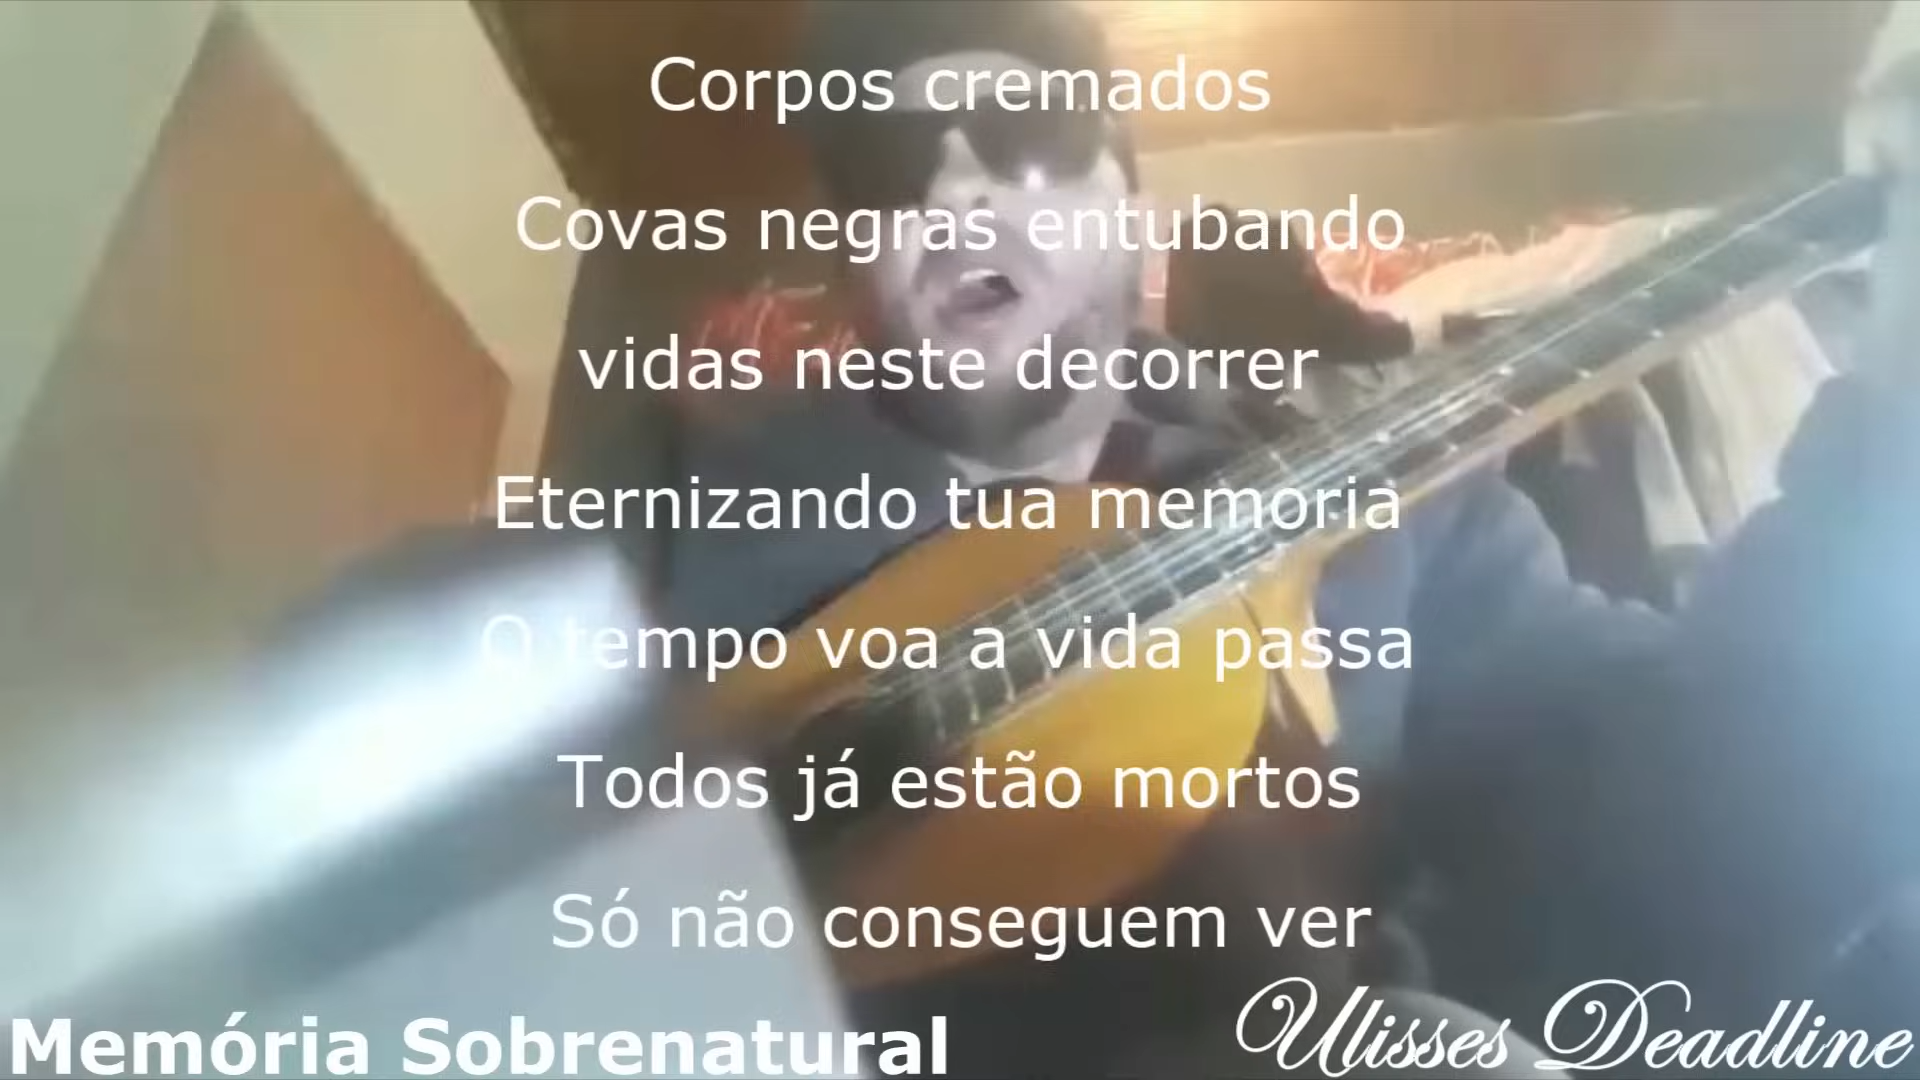 Corpos cremados
Covas negras entubando
vidas neste decorrer
Eternizando tua memoria
O tempo voa a vida passa
Todos já estão mortos
Só não conseguem ver
Memória Sobrenatural
Ulisses Deadline